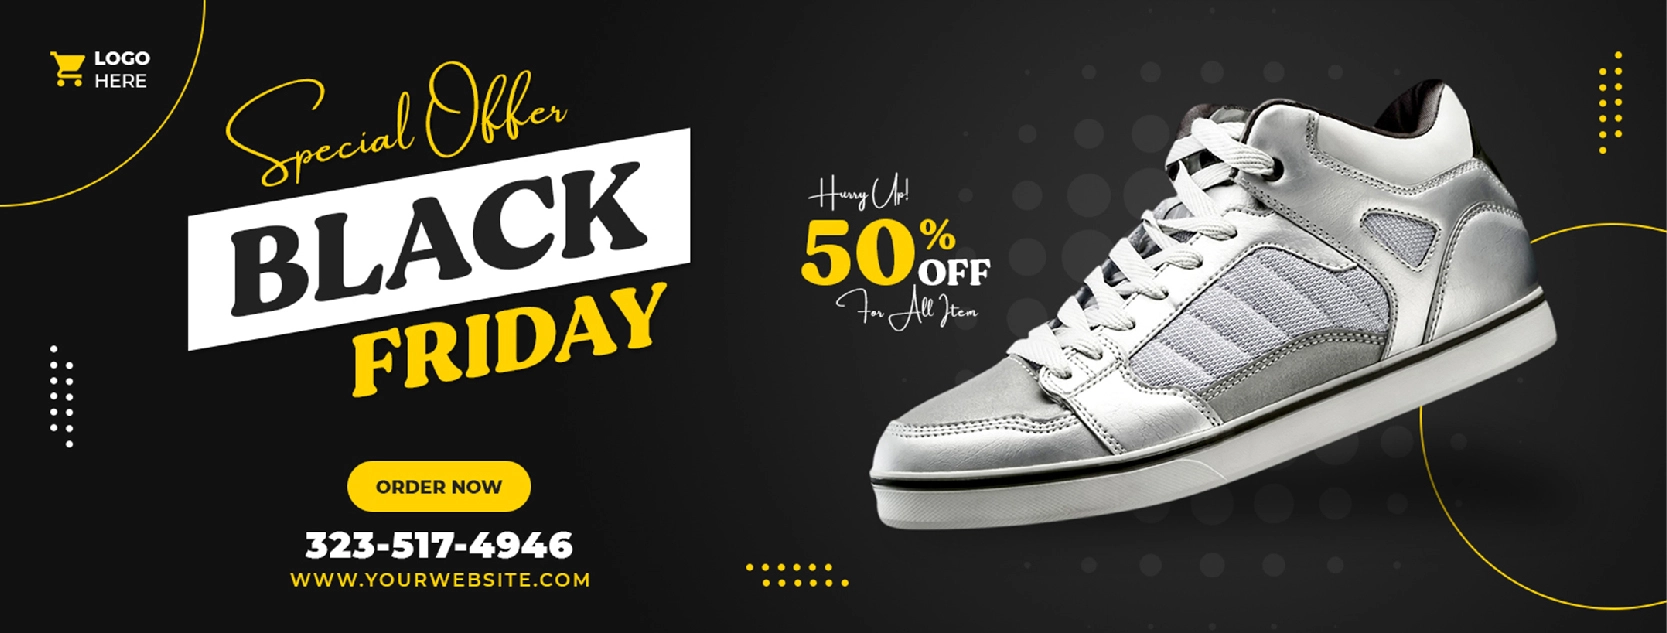 LOGO
HERE
Special Offer
BLACK
FRIDAY
Hurry Up!
50%
OFF
For All Item
ORDER NOW
323-517-4946
WWW.YOURWEBSITE.COM